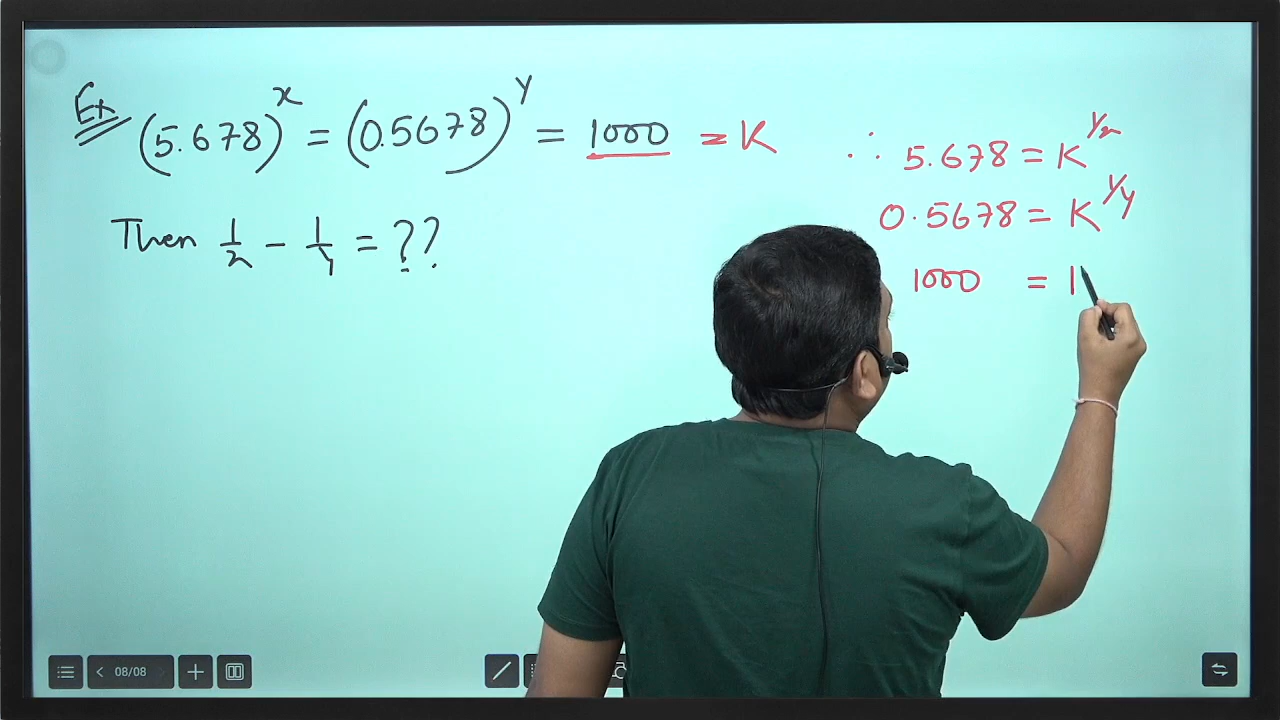 Ex (5.678)^x = (0.5678)^y = 1000 = K
Then 1/x - 1/y = ??
∴ 5.678 = K^1/x
0.5678 = K^1/y
1000 = 1
08/08